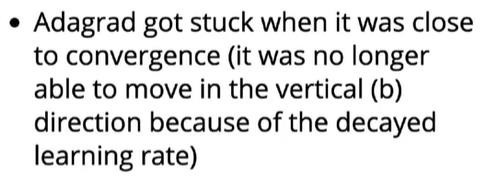 • Adagrad got stuck when it was close
to convergence (it was no longer
able to move in the vertical (b)
direction because of the decayed
learning rate)